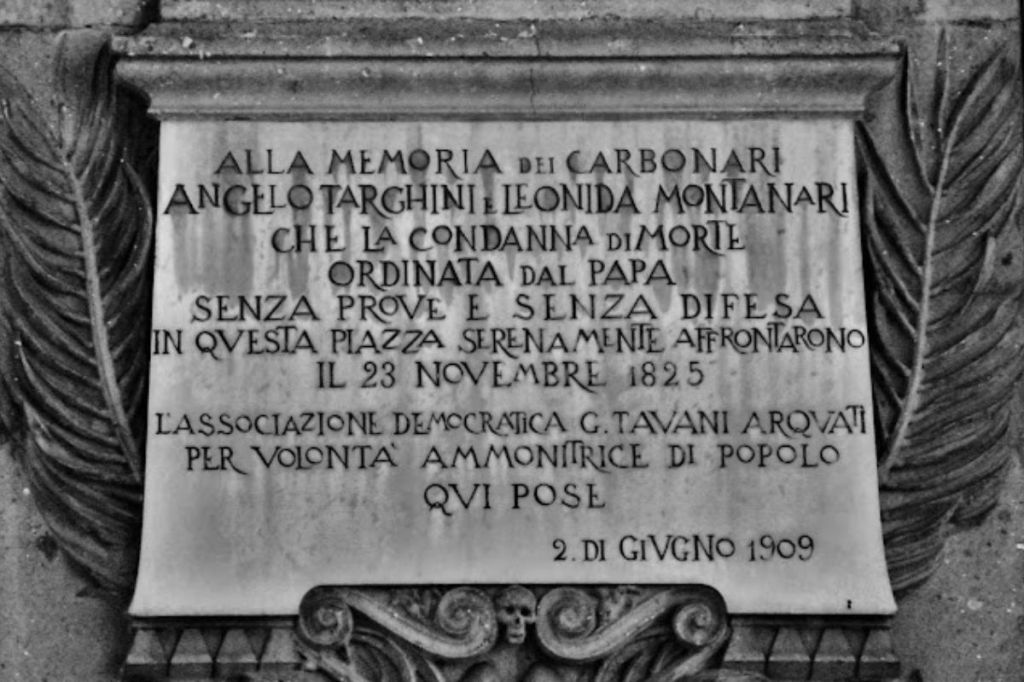 ALLA MEMORIA DEI CARBONARI
ANGELO TARGHINI E LEONIDA MONTANARI
CHE LA CONDANNA DI MORTE
ORDINATA DAL PAPA
SENZA PROVE E SENZA DIFESA
IN QVESTA PIAZZA SERENAMENTE AFFRONTARONO
IL 23 NOVEMBRE 1825
L'ASSOCIAZIONE DEMOCRATICA G. TAVANI ARQVATI
PER VOLONTA' AMMONITRICE DI POPOLO
QVI POSE
2. DI GIVGNO 1909